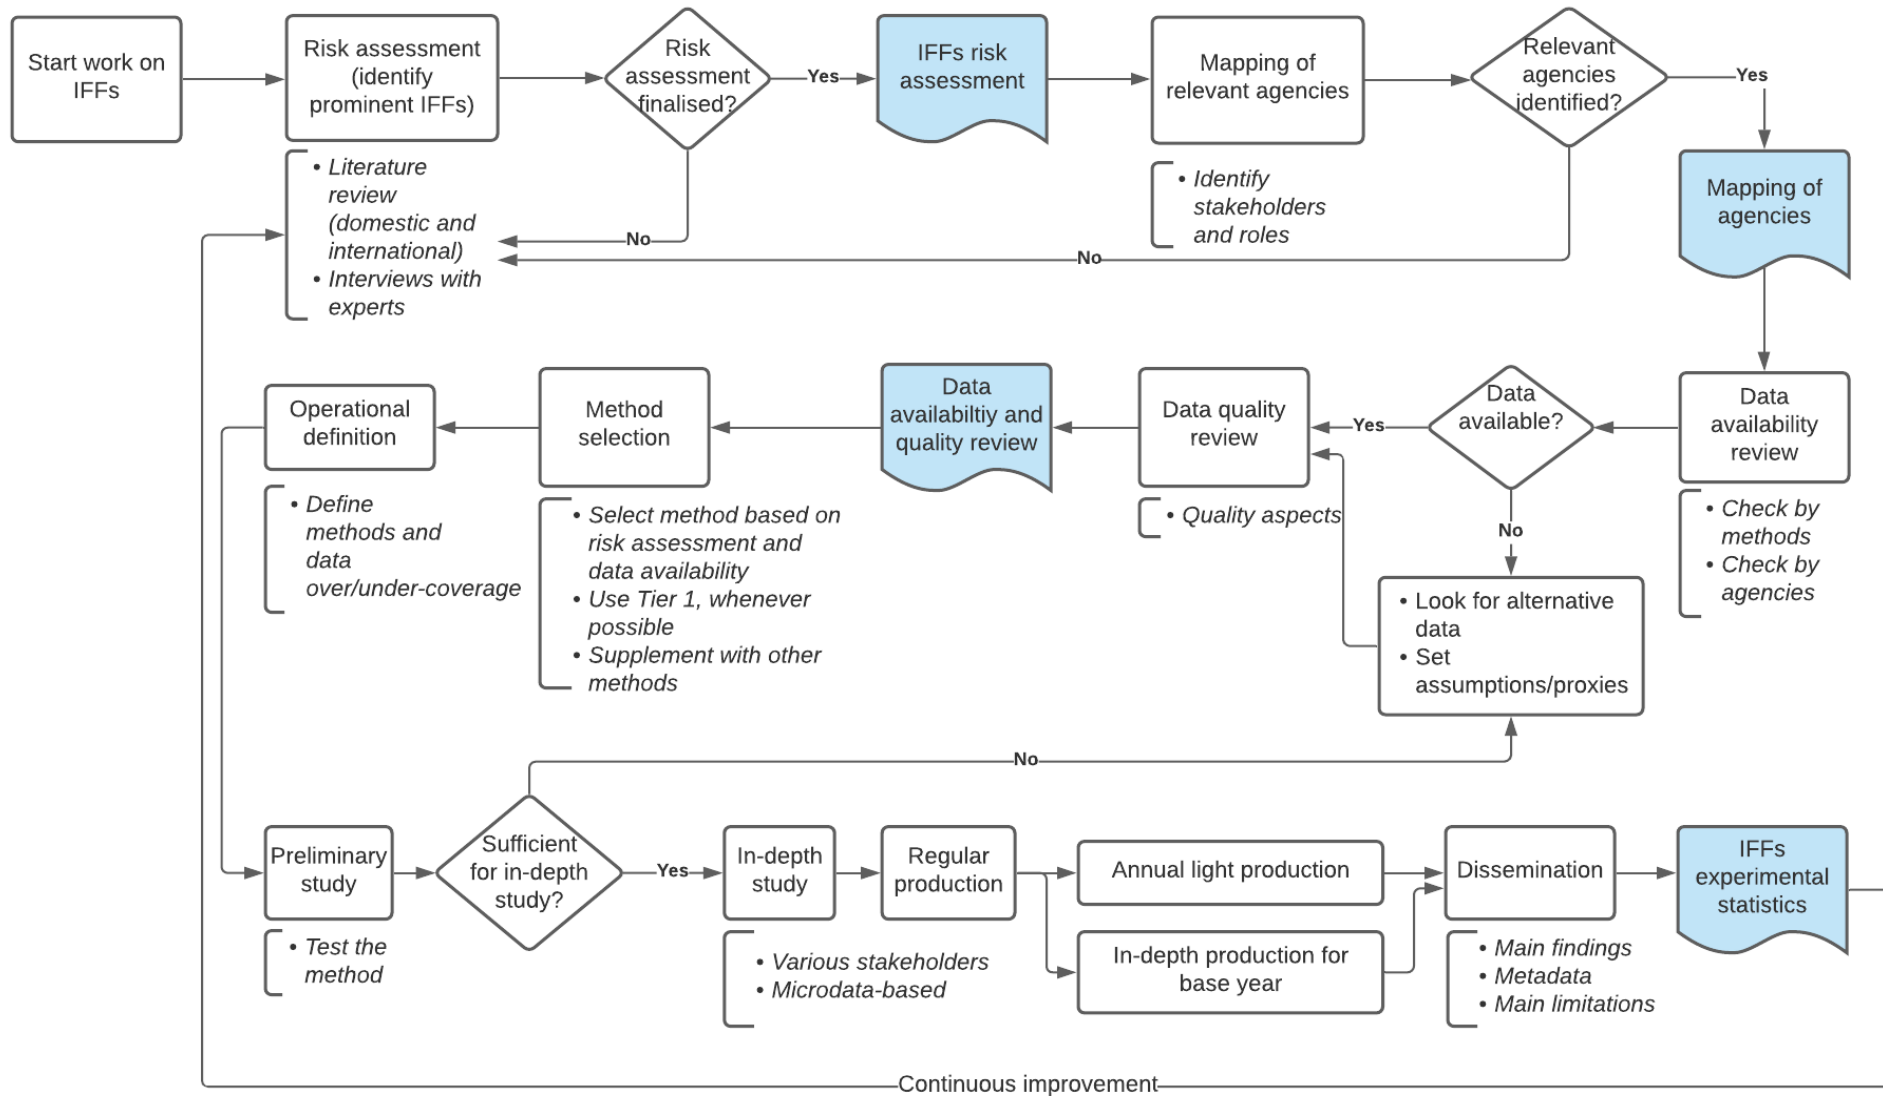 Start work on
IFFs
Risk assessment
(identify
prominent IFFs)
Risk
assessment
finalised?
Yes
IFFs risk
assessment
Mapping of
relevant agencies
Relevant
agencies
identified?
Yes
• Literature
review
(domestic and
international)
• Interviews with
experts
No
• Identify
stakeholders
and roles
No
Mapping of
agencies
Operational
definition
Method
selection
Data
availabiltiy and
quality review
Data quality
review
Yes
Data
available?
Data
availability
review
• Define
methods and
data
over/under-coverage
• Select method based on
risk assessment and
data availability
• Use Tier 1, whenever
possible
• Supplement with other
methods
• Quality aspects
No
• Check by
methods
• Check by
agencies
• Look for alternative
data
• Set
assumptions/proxies
No
Preliminary
study
Sufficient
for in-depth
study?
Yes
In-depth
study
Regular
production
Annual light production
In-depth production for
base year
Dissemination
IFFs
experimental
statistics
• Test the
method
• Various stakeholders
• Microdata-based
• Main findings
• Metadata
• Main limitations
Continuous improvement